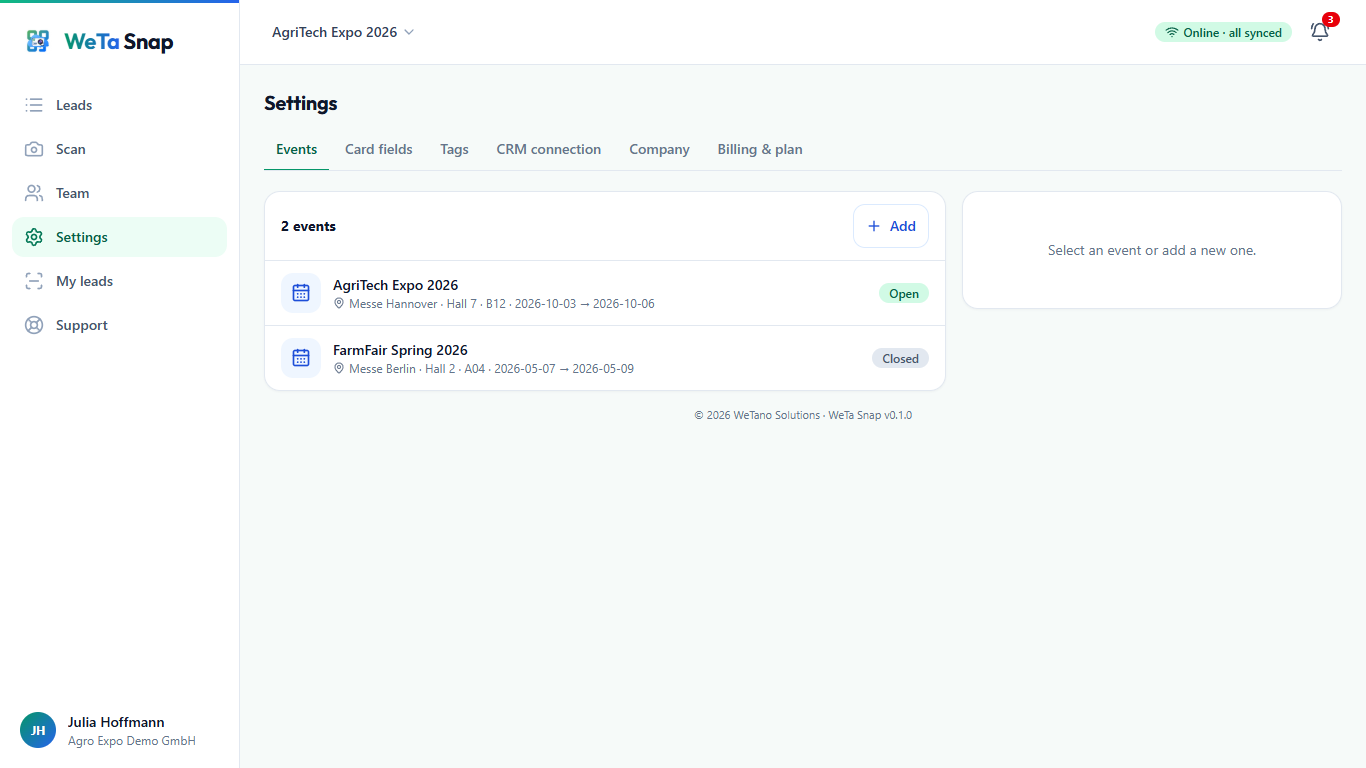 WeTa Snap
AgriTech Expo 2026
Online · all synced
3
Leads
Scan
Team
Settings
My leads
Support
Settings
Events
Card fields
Tags
CRM connection
Company
Billing & plan
2 events
+ Add
AgriTech Expo 2026
Messe Hannover · Hall 7 · B12 · 2026-10-03 → 2026-10-06
Open
FarmFair Spring 2026
Messe Berlin · Hall 2 · A04 · 2026-05-07 → 2026-05-09
Closed
Select an event or add a new one.
© 2026 WeTano Solutions · WeTa Snap v0.1.0
JH
Julia Hoffmann
Agro Expo Demo GmbH